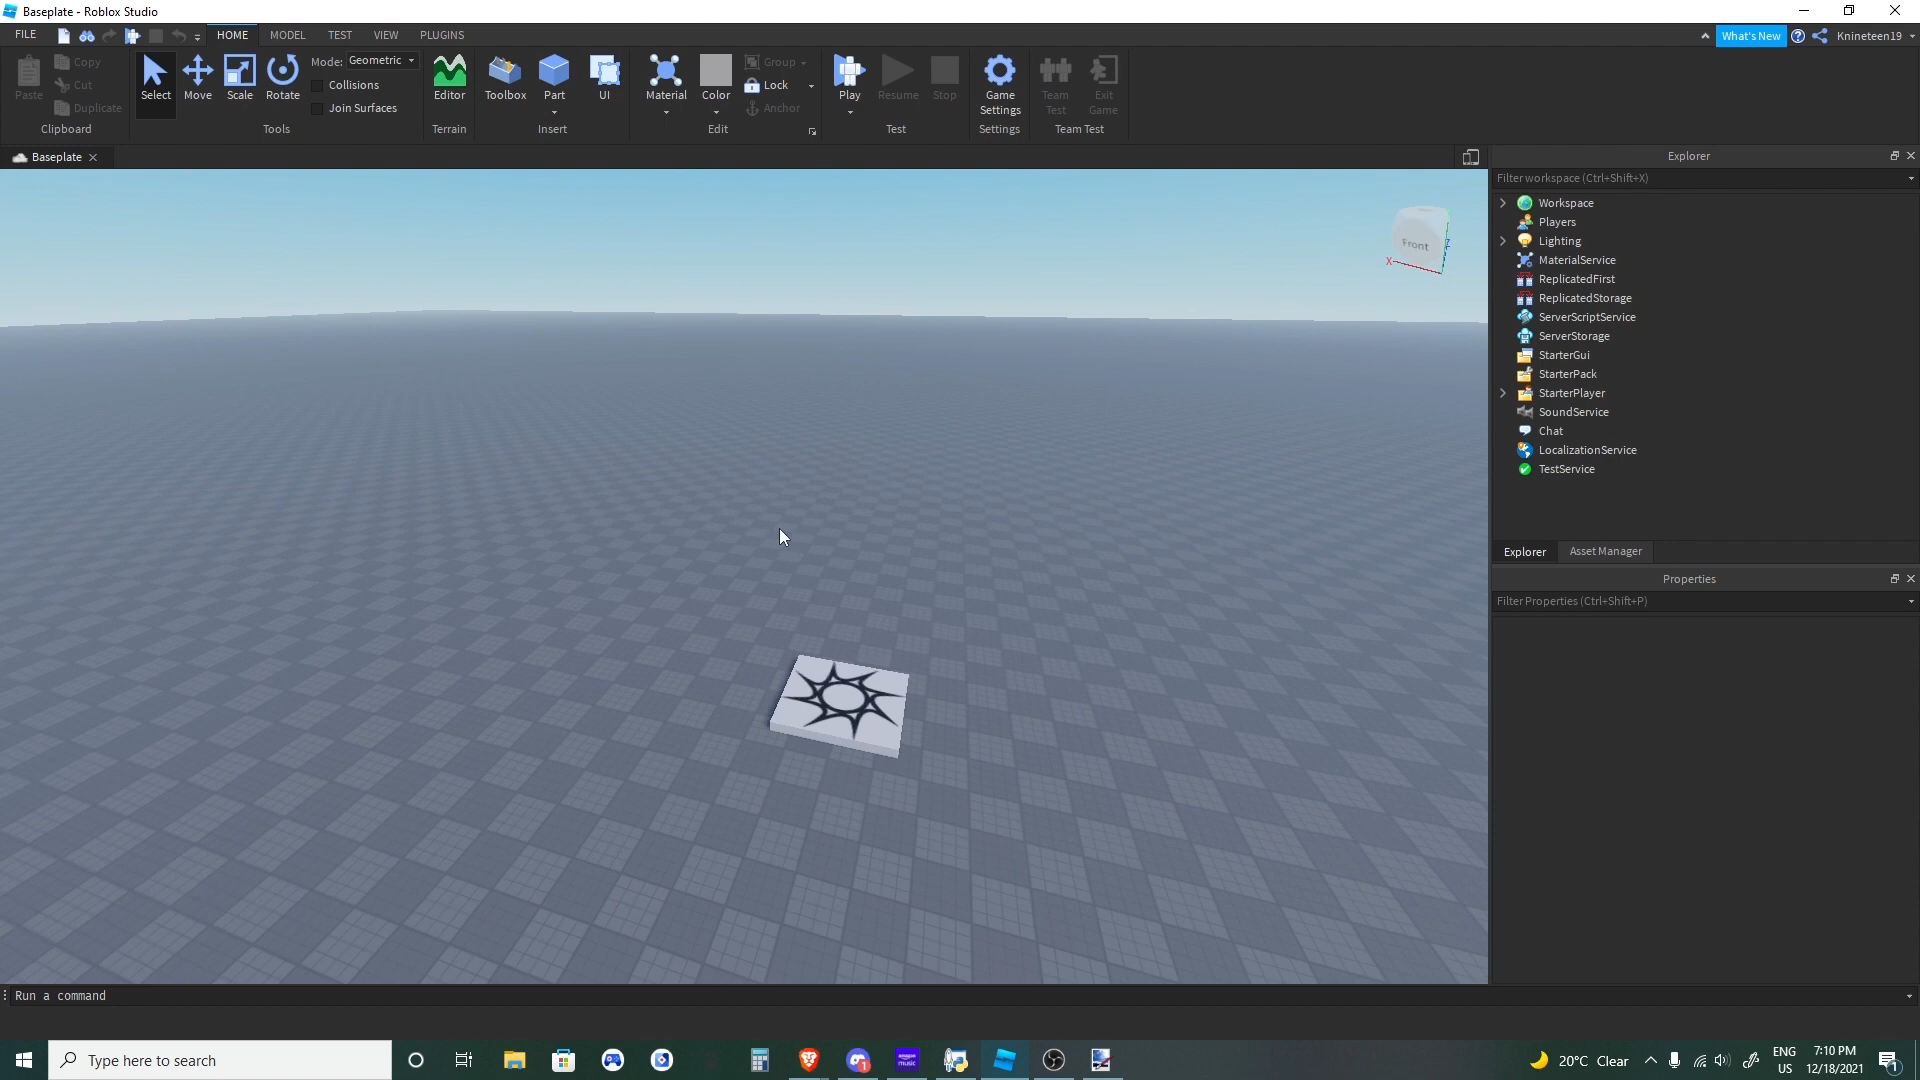 Baseplate - Roblox Studio
FILE HOME MODEL TEST VIEW PLUGINS What's New Knineteen19
Paste Copy Cut Duplicate Clipboard
Select Move Scale Rotate Mode: Geometric Collisions Join Surfaces Tools
Editor Terrain
Toolbox Part UI Insert
Material Color Group Lock Anchor Edit
Play Resume Stop Test
Game Settings Settings
Team Test Exit Game Team Test
Baseplate
Front
X
Z
Explorer
Filter workspace (Ctrl+Shift+X)
Workspace
Players
Lighting
MaterialService
ReplicatedFirst
ReplicatedStorage
ServerScriptService
ServerStorage
StarterGui
StarterPack
StarterPlayer
SoundService
Chat
LocalizationService
TestService
Explorer Asset Manager
Properties
Filter Properties (Ctrl+Shift+P)
Run a command
Type here to search
amazon music
1
20°C Clear
ENG US
7:10 PM
12/18/2021
1